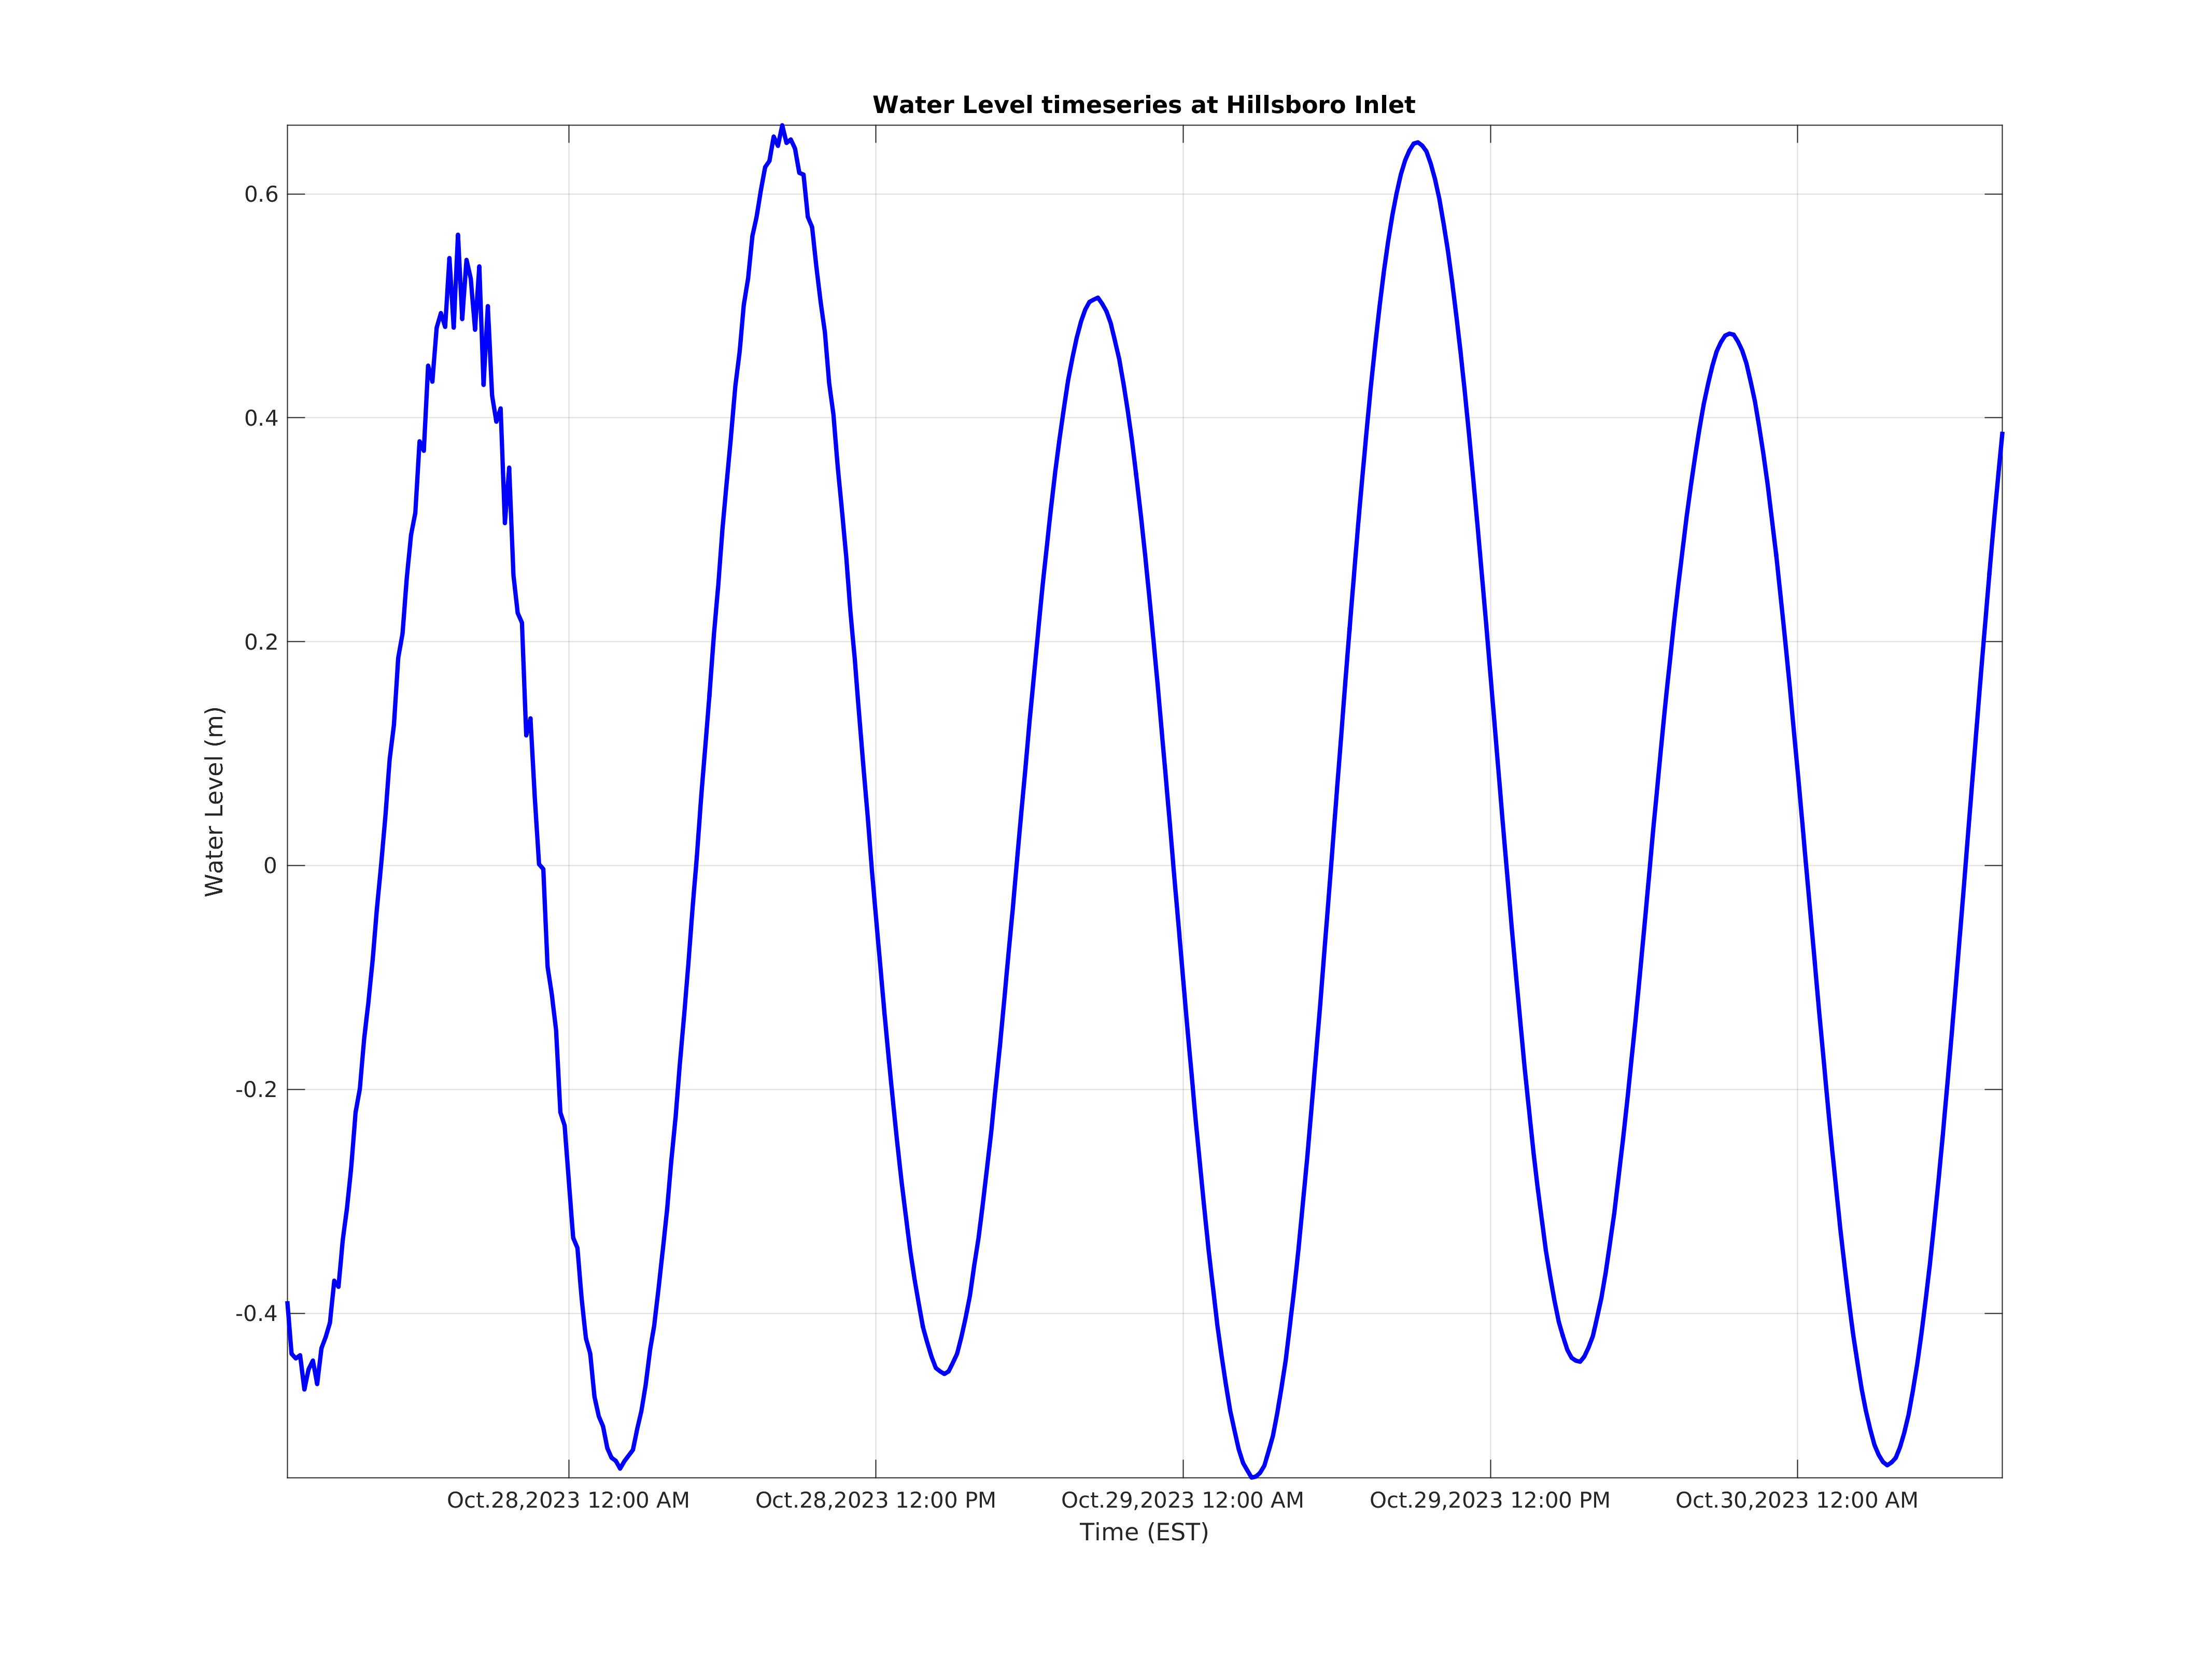 Water Level timeseries at Hillsboro Inlet
0.6
0.4
0.2
0
-0.2
-0.4
Water Level (m)
Oct.28,2023 12:00 AM
Oct.28,2023 12:00 PM
Oct.29,2023 12:00 AM
Oct.29,2023 12:00 PM
Oct.30,2023 12:00 AM
Time (EST)